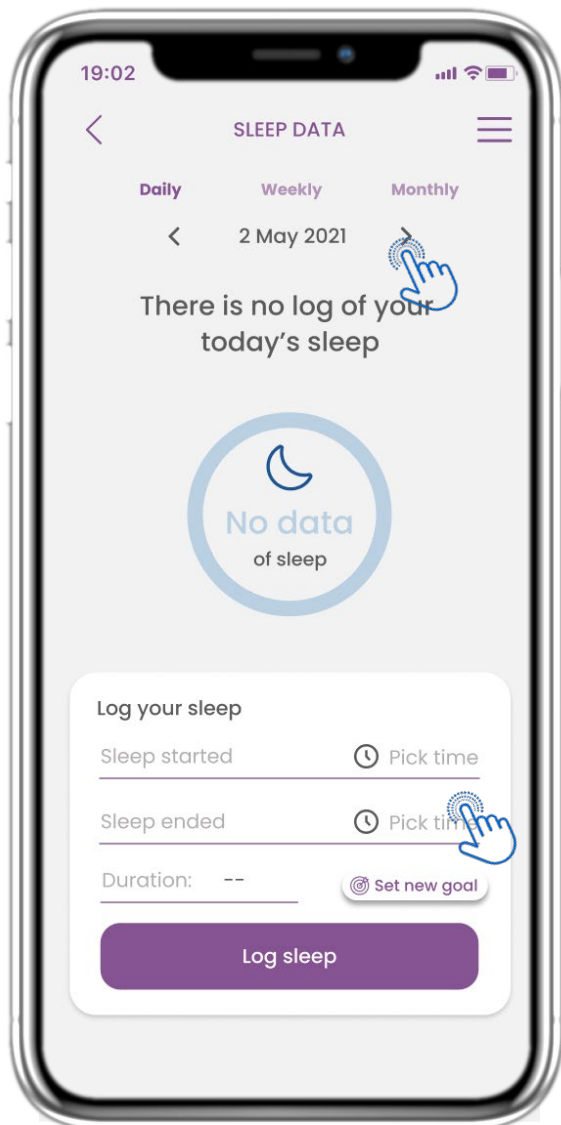 19:02
SLEEP DATA
Daily Weekly Monthly
2 May 2021
There is no log of your
today's sleep
No data
of sleep
Log your sleep
Sleep started Pick time
Sleep ended Pick time
Duration: --
Set new goal
Log sleep